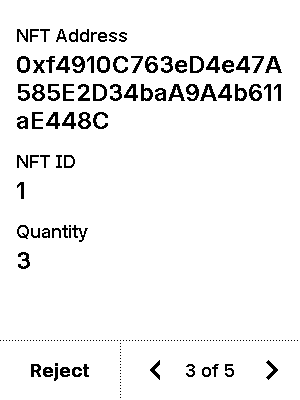 NFT Address
0xf4910C763eD4e47A
585E2D34baA9A4b611
aE448C
NFT ID
1
Quantity
3
Reject
3 of 5